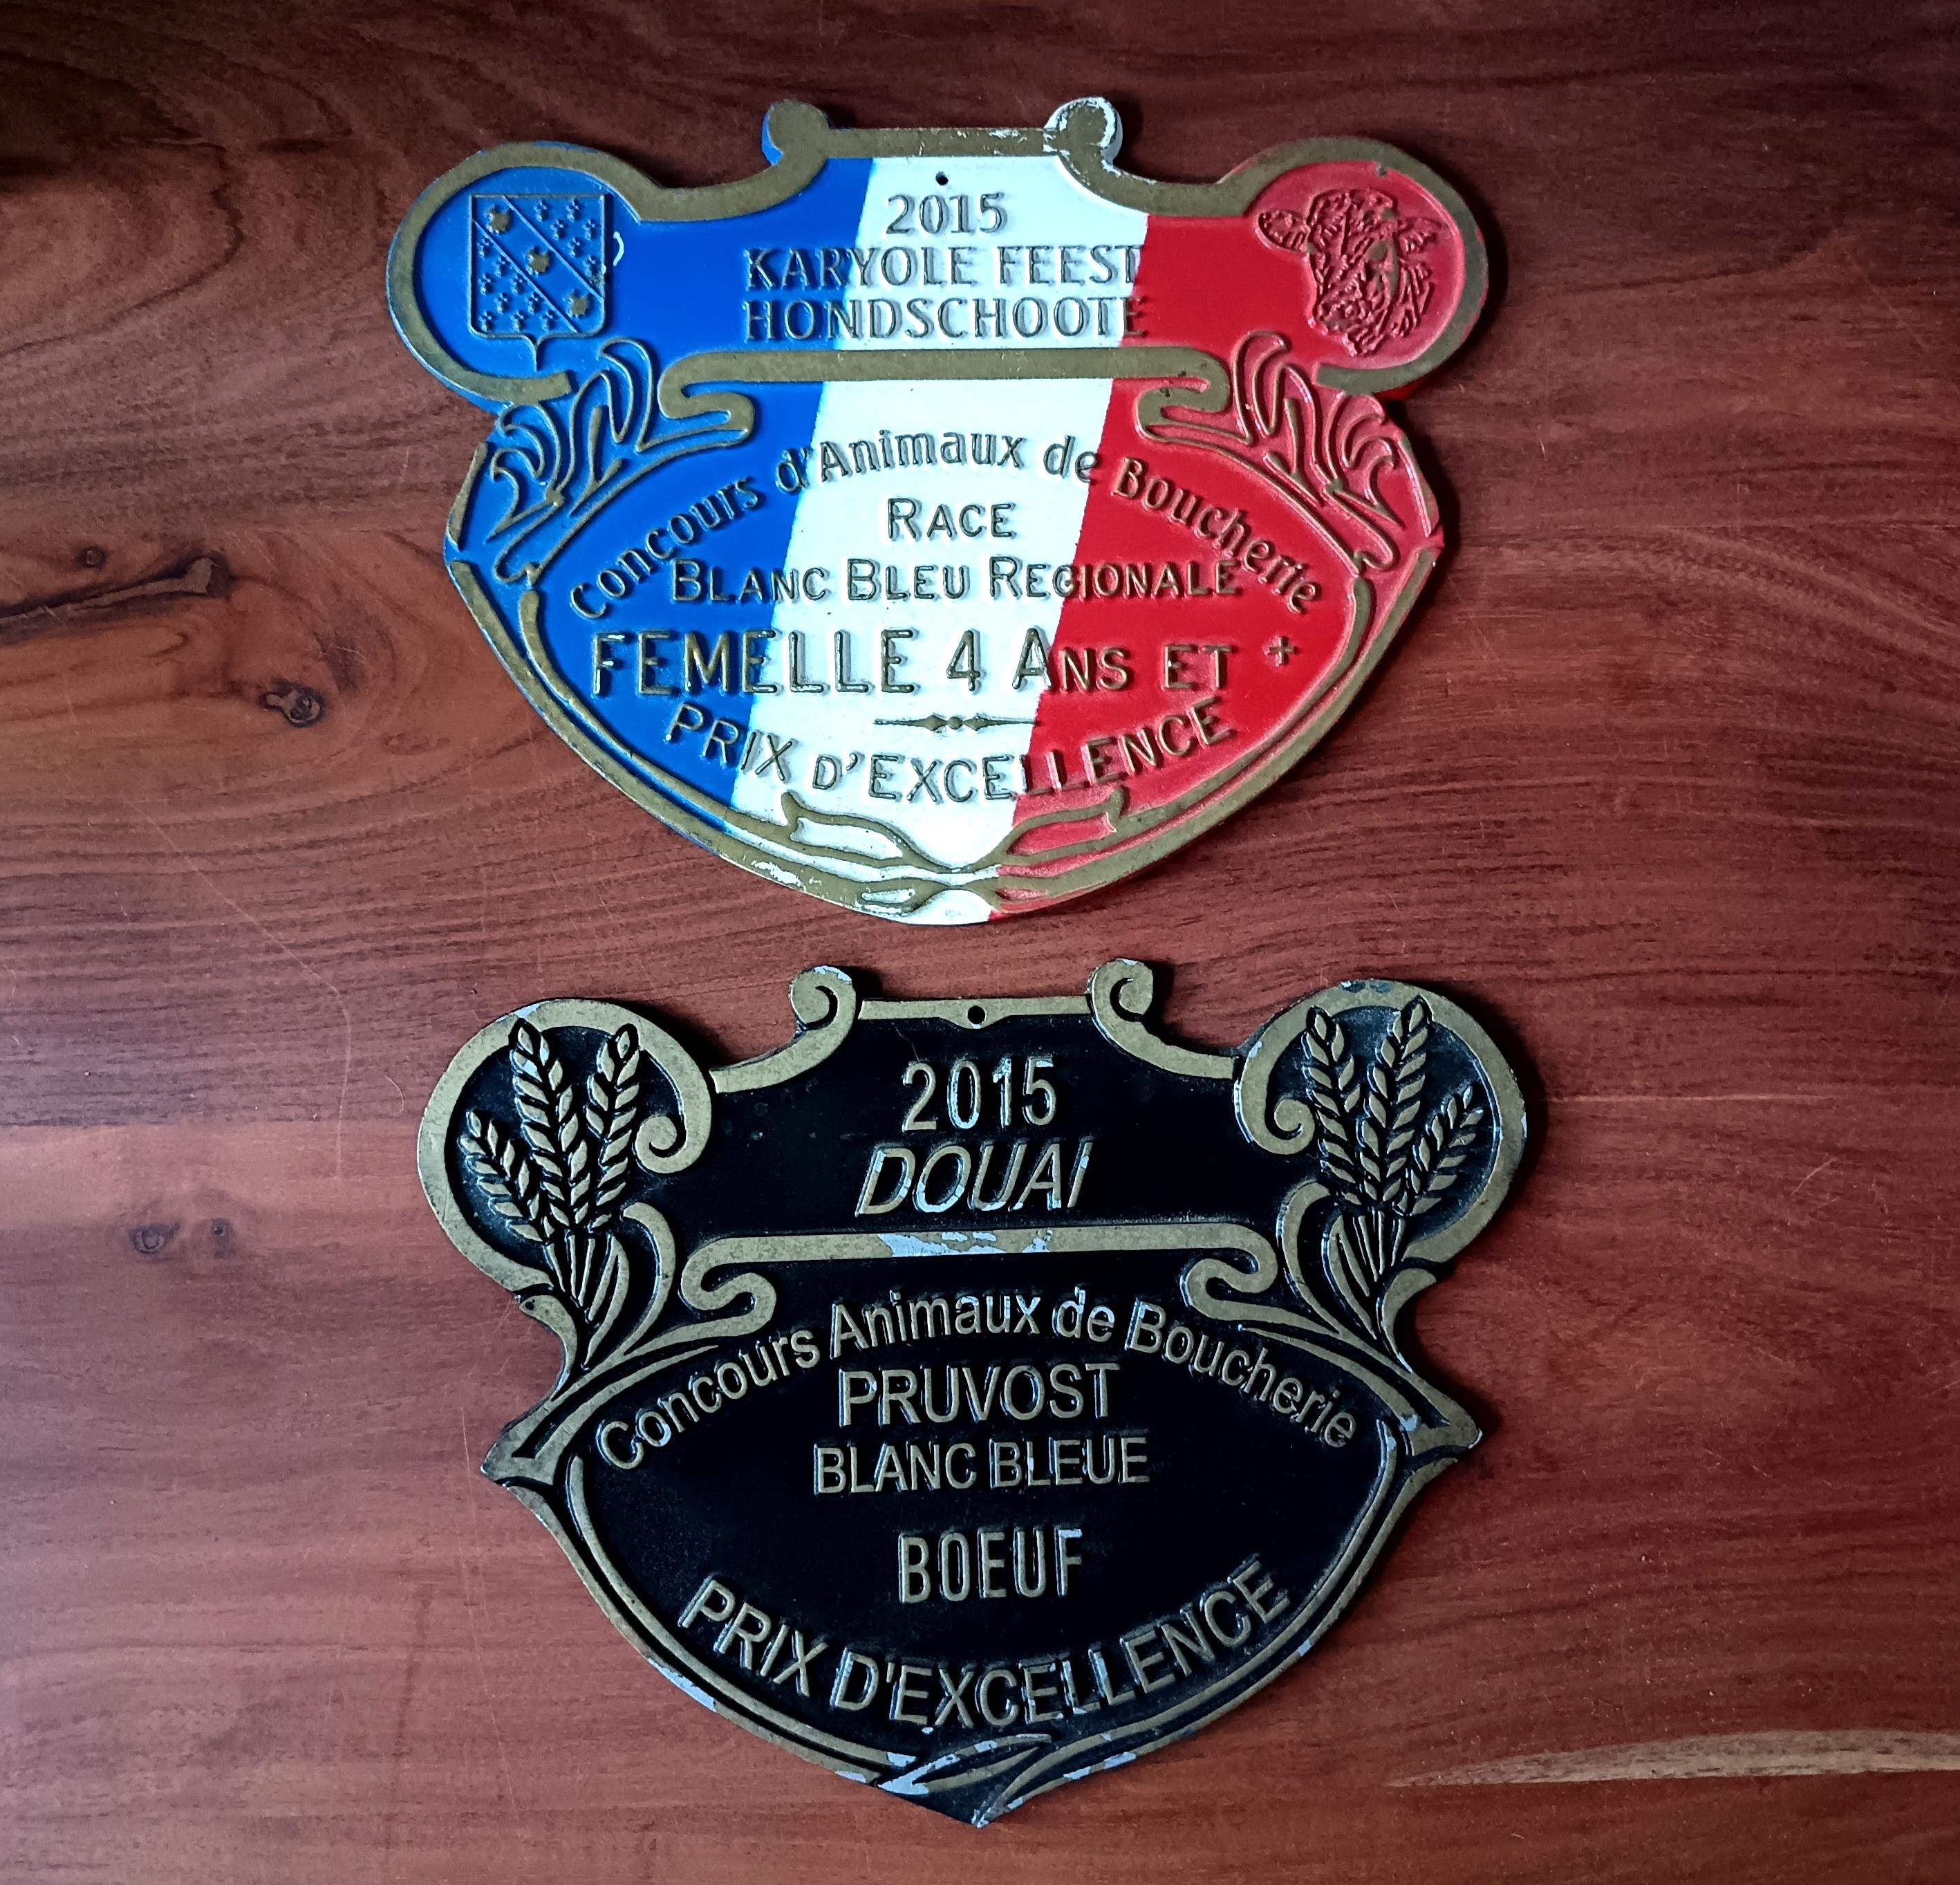 2015
KARYOLE FEEST
HONDSCHOOTE
Concours d'Animaux de Boucherie
RACE
BLANC BLEU REGIONALE
FEMELLE 4 ANS ET +
PRIX D'EXCELLENCE
2015
DOUAI
Concours Animaux de Boucherie
PRUVOST
BLANC BLEUE
BOEUF
PRIX D'EXCELLENCE